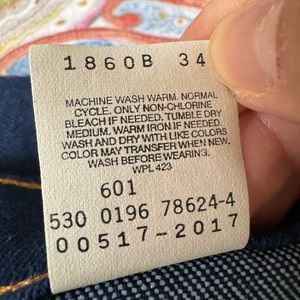 1860B 34
MACHINE WASH WARM. NORMAL
CYCLE. ONLY NON-CHLORINE
BLEACH IF NEEDED. TUMBLE DRY
MEDIUM. WARM IRON IF NEEDED.
WASH AND DRY WITH LIKE COLORS
COLOR MAY TRANSFER WHEN NEW.
WASH BEFORE WEARING.
WPL 423
601
530 0196 78624-4
00517-2017